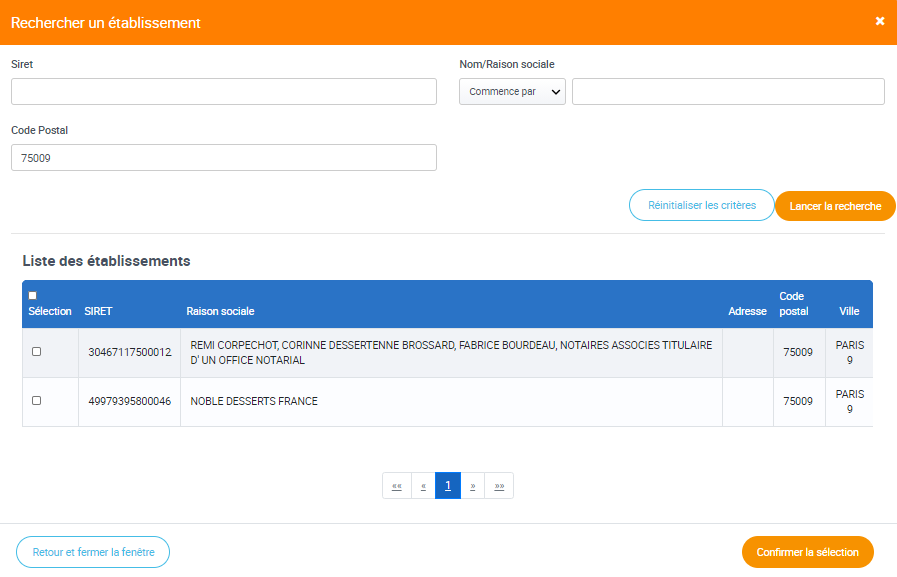 Rechercher un établissement
×
Siret
Nom/Raison sociale
Commence par
Code Postal
75009
Réinitialiser les critères
Lancer la recherche
Liste des établissements
Sélection SIRET Raison sociale Adresse Code postal Ville
30467117500012 REMI CORPECHOT, CORINNE DESSERTENNE BROSSARD, FABRICE BOURDEAU, NOTAIRES ASSOCIES TITULAIRE
D' UN OFFICE NOTARIAL
75009 PARIS
9
49979395800046 NOBLE DESSERTS FRANCE 75009 PARIS
9
«« « 1 » »»
Retour et fermer la fenêtre
Confirmer la sélection